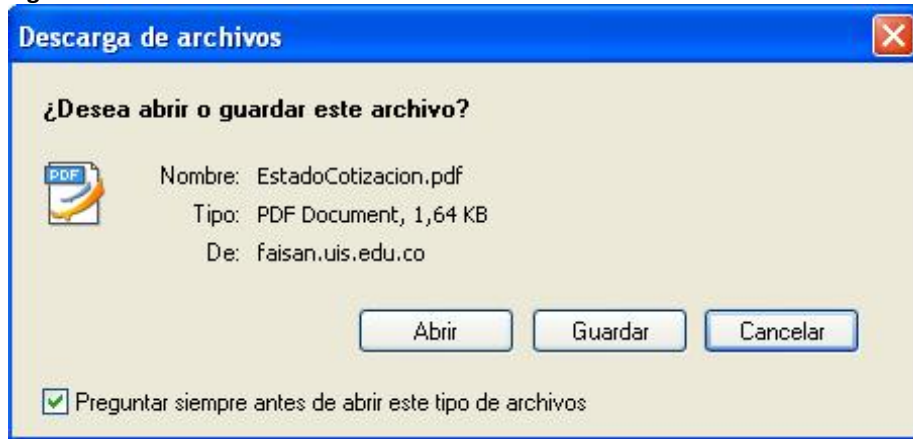 Descarga de archivos
¿Desea abrir o guardar este archivo?
PDF
Nombre: EstadoCotizacion.pdf
Tipo: PDF Document, 1,64 KB
De: faisan.uis.edu.co
Abrir Guardar Cancelar
Preguntar siempre antes de abrir este tipo de archivos